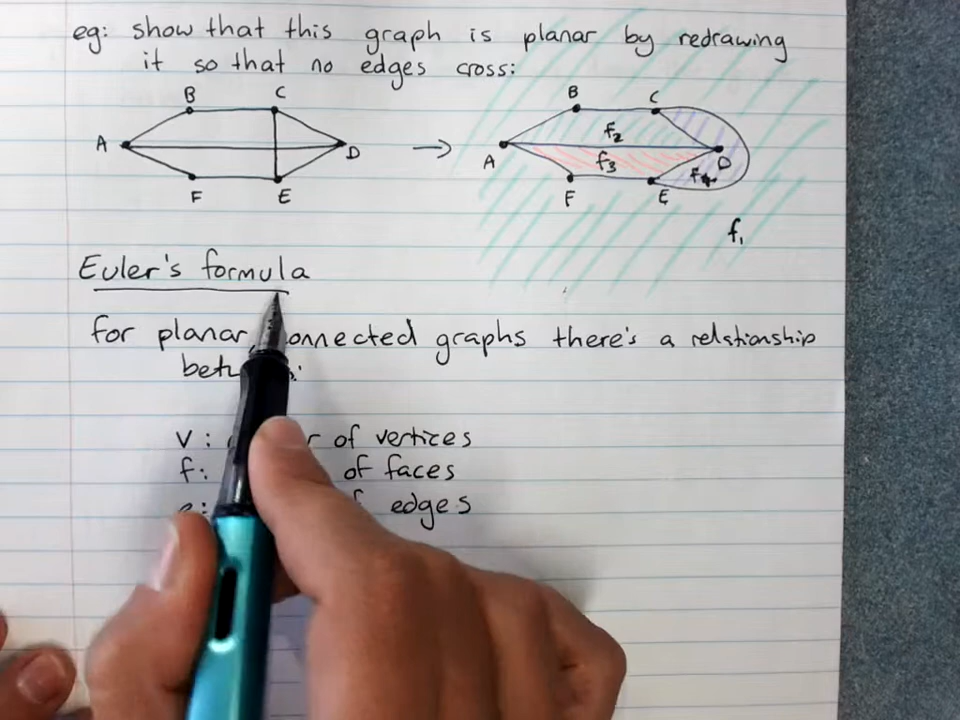 eg: show that this graph is planar by redrawing
it so that no edges cross:
B C
A D
F E
B C
A f2 D
f3 f4
F E
f1
Euler's formula
for planar, connected graphs there's a relationship
v: of vertices
f: of faces
e: edges